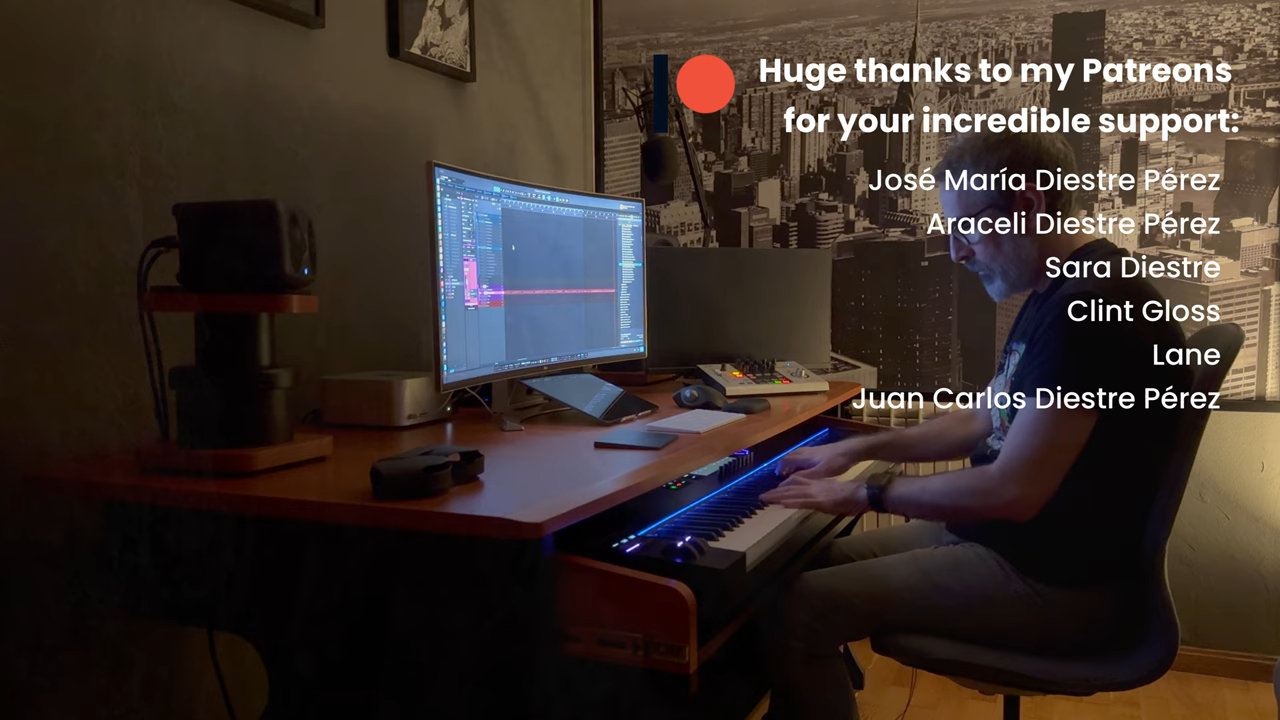 Huge thanks to my Patreons
for your incredible support:
José María Diestre Pérez
Araceli Diestre Pérez
Sara Diestre
Clint Gloss
Lane
Juan Carlos Diestre Pérez